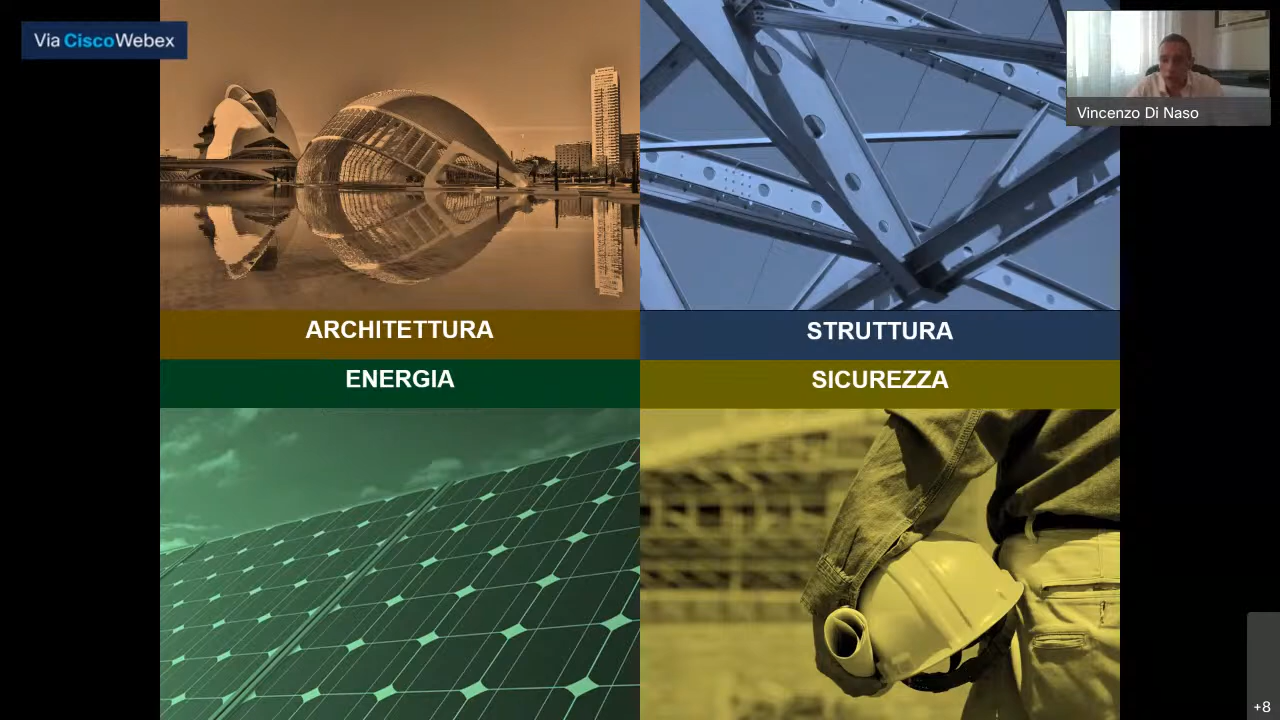 Via CiscoWebex
Vincenzo Di Naso
ARCHITETTURA
STRUTTURA
ENERGIA
SICUREZZA
+8